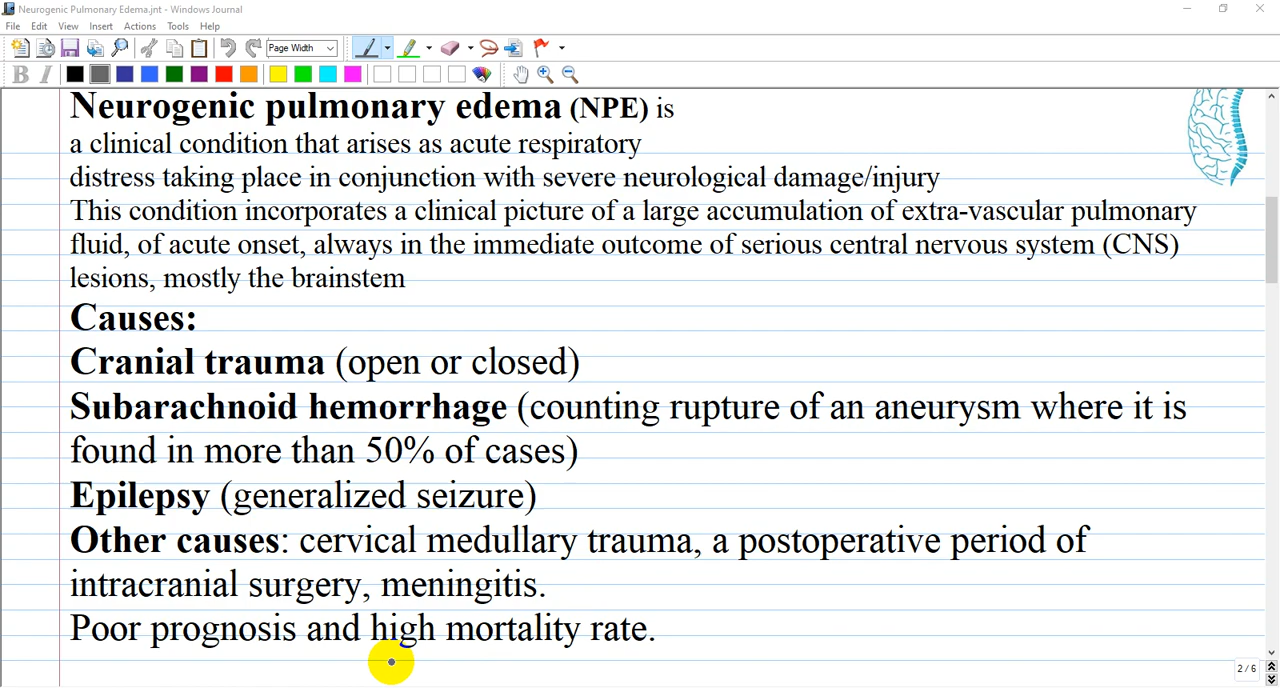 Neurogenic Pulmonary Edema.jnt - Windows Journal
File Edit View Insert Actions Tools Help
Page Width
B I
Neurogenic pulmonary edema (NPE) is
a clinical condition that arises as acute respiratory
distress taking place in conjunction with severe neurological damage/injury
This condition incorporates a clinical picture of a large accumulation of extra-vascular pulmonary
fluid, of acute onset, always in the immediate outcome of serious central nervous system (CNS)
lesions, mostly the brainstem
Causes:
Cranial trauma (open or closed)
Subarachnoid hemorrhage (counting rupture of an aneurysm where it is
found in more than 50% of cases)
Epilepsy (generalized seizure)
Other causes: cervical medullary trauma, a postoperative period of
intracranial surgery, meningitis.
Poor prognosis and high mortality rate.
2 / 6